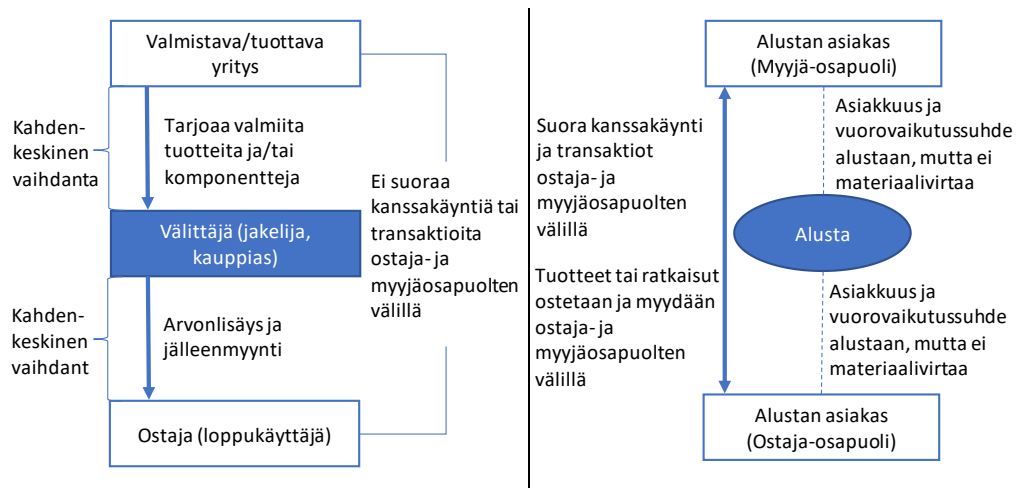 Valmistava/tuottava
yritys
Kahden-
keskinen
vaihdanta
Tarjoaa valmiita
tuotteita ja/tai
komponentteja
Ei suoraa
kanssakäyntiä tai
transaktioita
ostaja- ja
myyjäosapuolten
välillä
Välittäjä (jakelija,
kauppias)
Kahden-
keskinen
vaihdant
Arvonlisäys ja
jälleenmyynti
Ostaja (loppukäyttäjä)
Alustan asiakas
(Myyjä-osapuoli)
Suora kanssakäynti
ja transaktiot
ostaja- ja
myyjäosapuolten
välillä
Asiakkuus ja
vuorovaikutussuhde
alustaan, mutta ei
materiaalivirtaa
Alusta
Tuotteet tai ratkaisut
ostetaan ja myydään
ostaja- ja
myyjäosapuolten
välillä
Asiakkuus ja
vuorovaikutussuhde
alustaan, mutta ei
materiaalivirtaa
Alustan asiakas
(Ostaja-osapuoli)